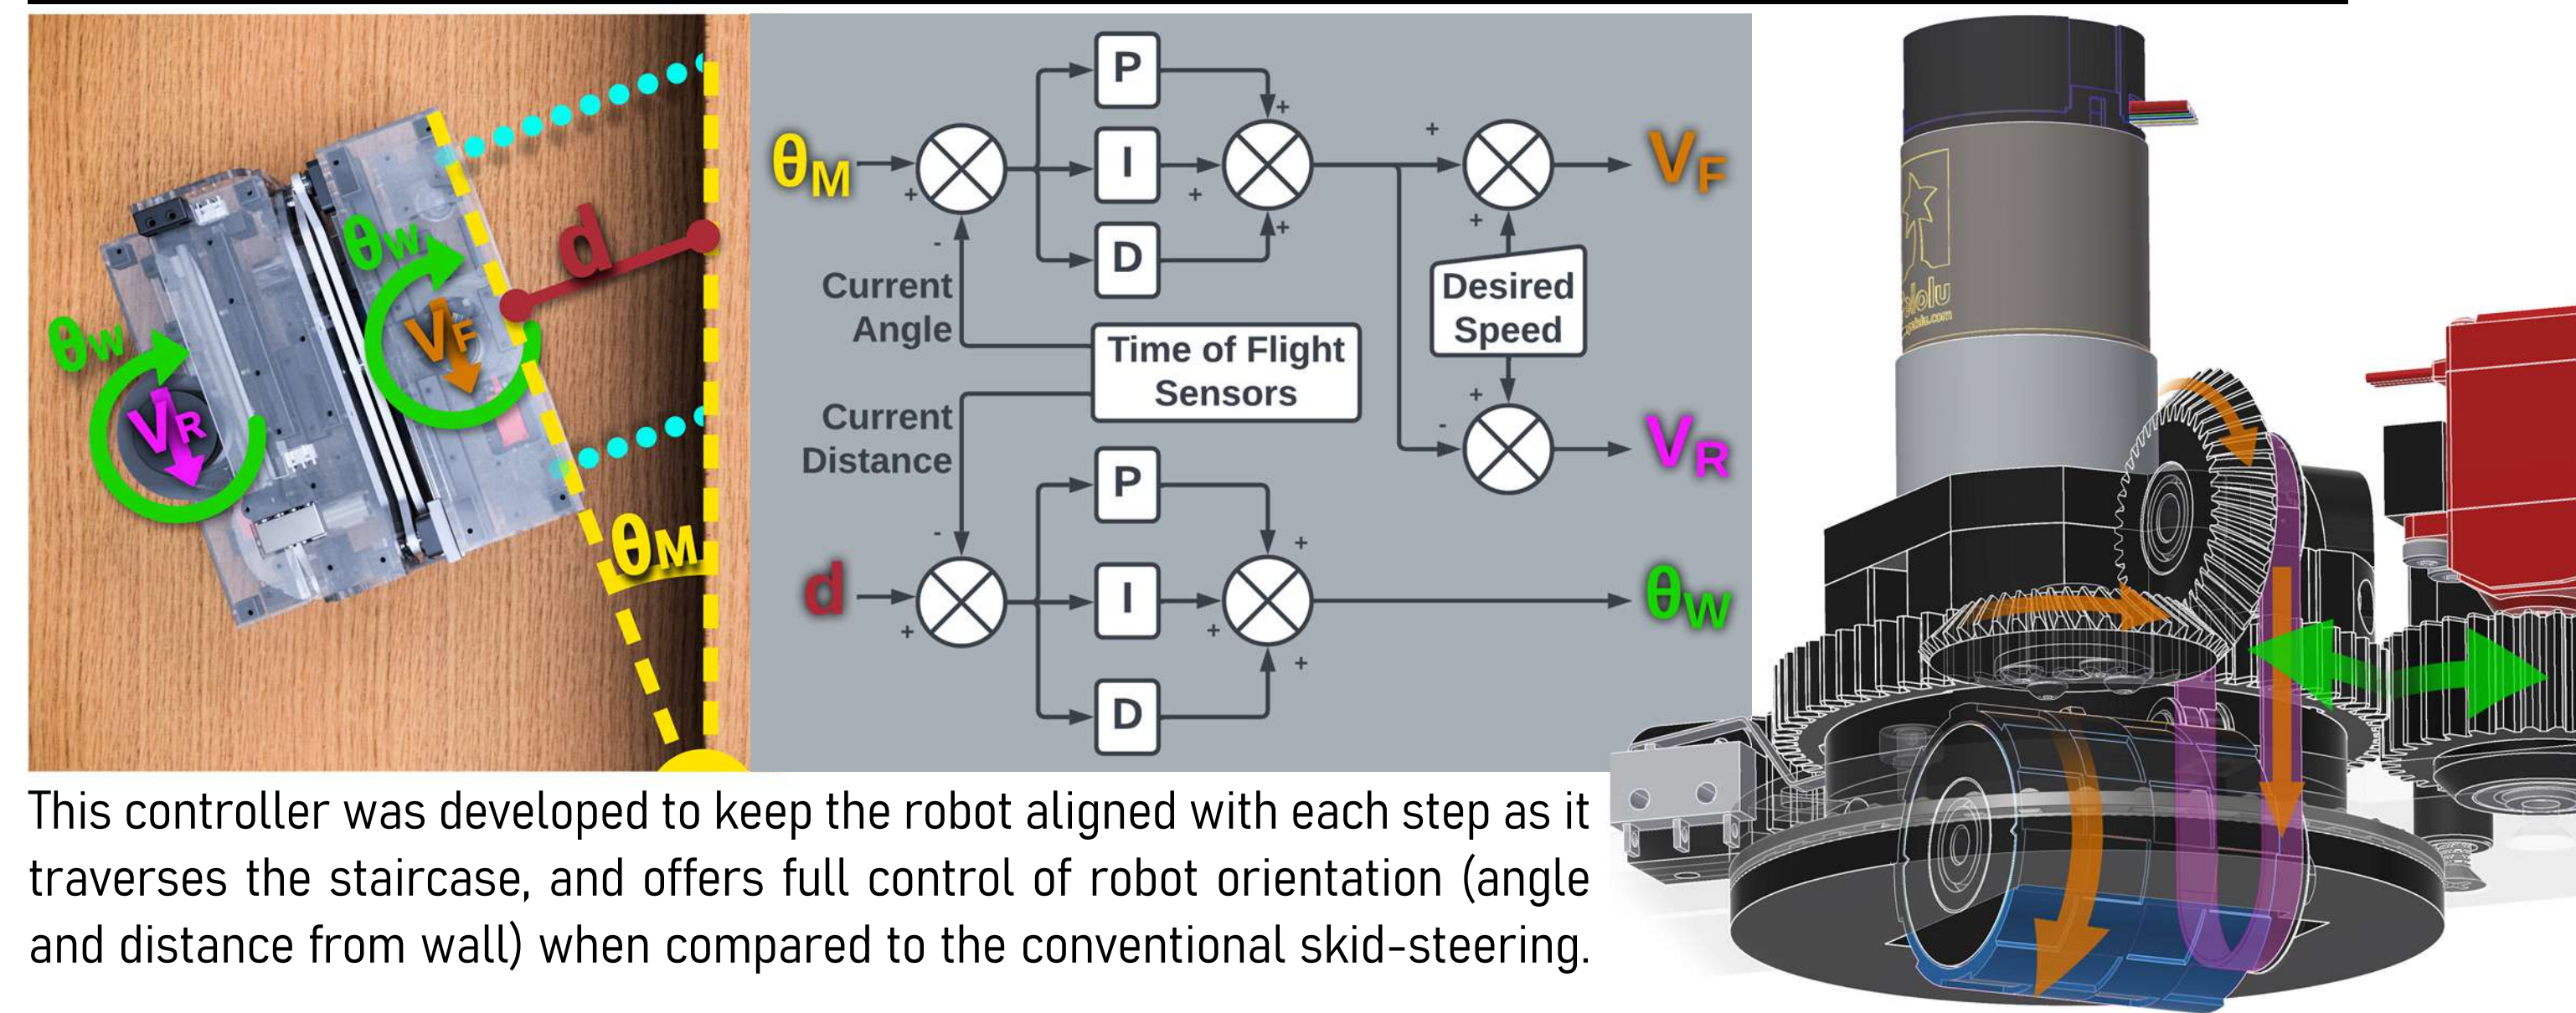 θW
θW
d
VF
VR
θM
θM
P
I
D
VF
Current
Angle
Desired
Speed
Time of Flight
Sensors
Current
Distance
VR
d
P
I
D
θW
This controller was developed to keep the robot aligned with each step as it
traverses the staircase, and offers full control of robot orientation (angle
and distance from wall) when compared to the conventional skid-steering.